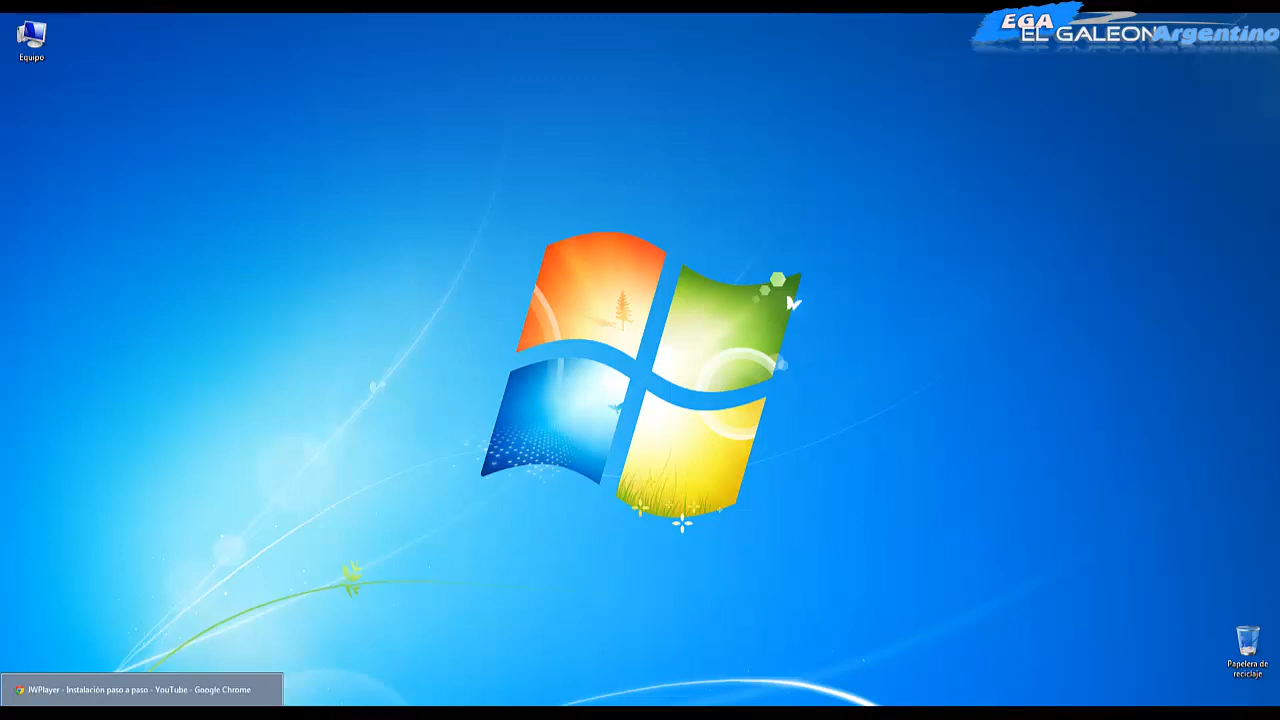 Equipo
EGA
EL GALEON Argentino
Papelera de
reciclaje
JWPlayer - Instalación paso a paso - YouTube - Google Chrome